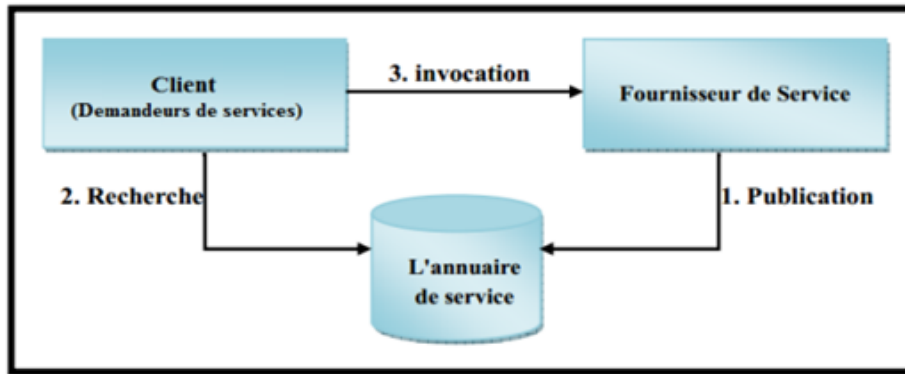 Client
(Demandeurs de services)
3. invocation
Fournisseur de Service
2. Recherche
1. Publication
L'annuaire
de service